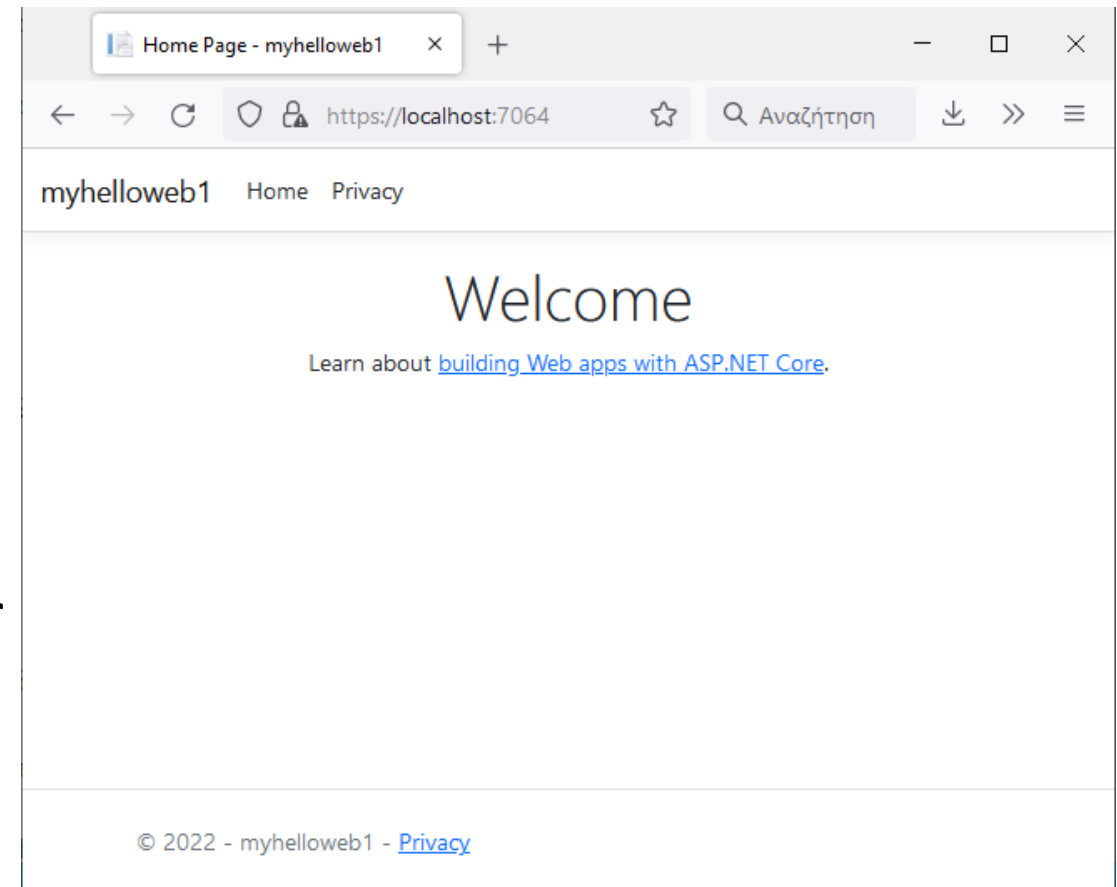 Home Page - myhelloweb1
https://localhost:7064 Αναζήτηση
myhelloweb1 Home Privacy
Welcome
Learn about building Web apps with ASP.NET Core.
© 2022 - myhelloweb1 - Privacy